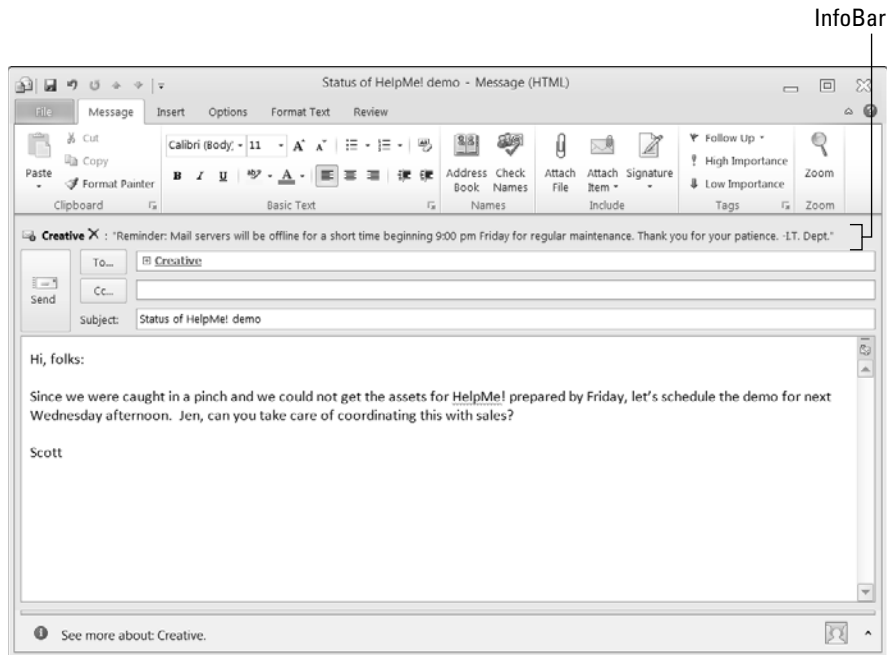 InfoBar
Status of HelpMe! demo - Message (HTML)
File Message Insert Options Format Text Review
Paste
Cut
Copy
Format Painter
Clipboard
Calibri (Body; 11
B I U
Basic Text
Address Book
Check Names
Names
Attach File
Attach Item
Signature
Include
Follow Up
High Importance
Low Importance
Tags
Zoom
Zoom
Creative : "Reminder: Mail servers will be offline for a short time beginning 9:00 pm Friday for regular maintenance. Thank you for your patience. -I.T. Dept."
Send
To... Creative
Cc...
Subject: Status of HelpMe! demo
Hi, folks:
Since we were caught in a pinch and we could not get the assets for HelpMe! prepared by Friday, let's schedule the demo for next
Wednesday afternoon. Jen, can you take care of coordinating this with sales?
Scott
See more about: Creative.